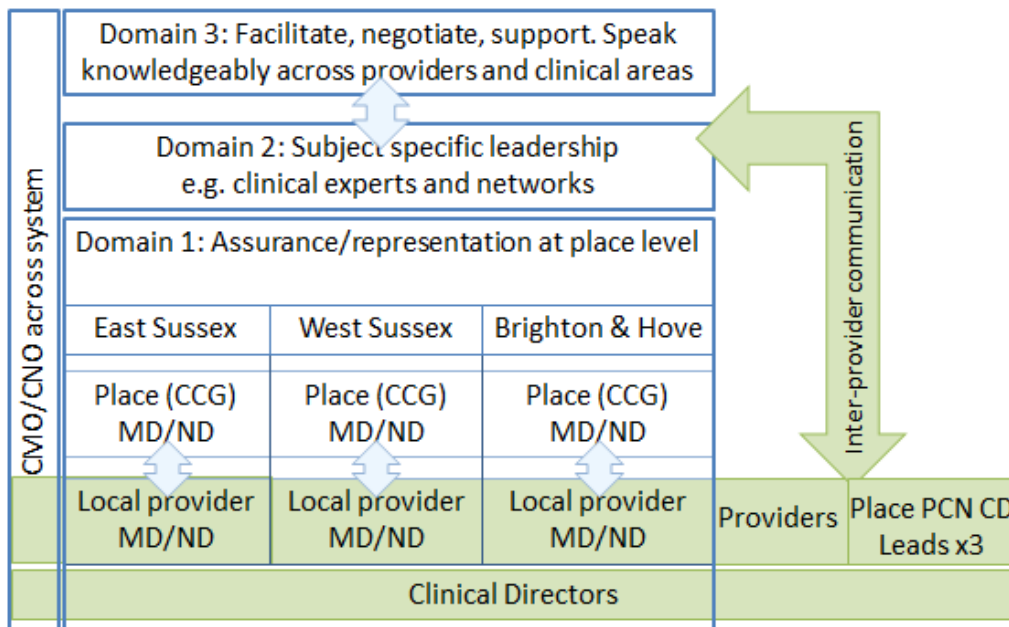 CMO/CNO across system
Domain 3: Facilitate, negotiate, support. Speak
knowledgeably across providers and clinical areas
Domain 2: Subject specific leadership
e.g. clinical experts and networks
Inter-provider communication
Domain 1: Assurance/representation at place level
East Sussex
West Sussex
Brighton & Hove
Place (CCG)
MD/ND
Place (CCG)
MD/ND
Place (CCG)
MD/ND
Local provider
MD/ND
Local provider
MD/ND
Local provider
MD/ND
Providers
Place PCN CD
Leads x3
Clinical Directors